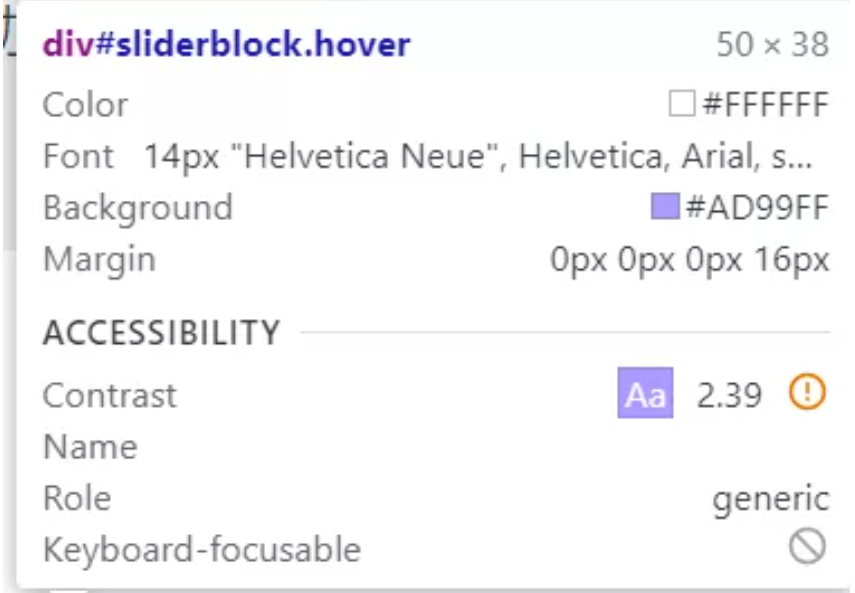 div#sliderblock.hover 50 × 38
Color #FFFFFF
Font 14px "Helvetica Neue", Helvetica, Arial, s...
Background #AD99FF
Margin 0px 0px 0px 16px
ACCESSIBILITY
Contrast Aa 2.39
Name
Role generic
Keyboard-focusable